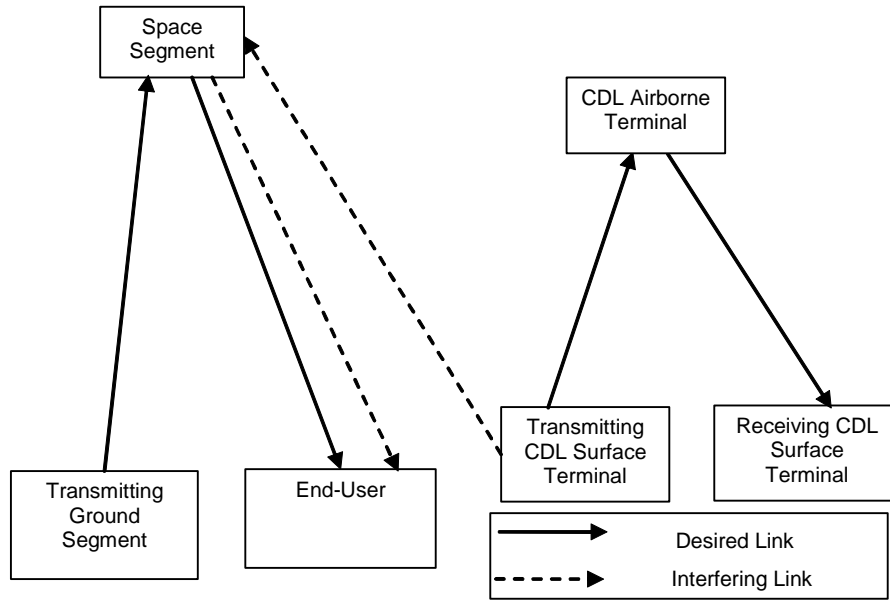 Space
Segment
CDL Airborne
Terminal
Transmitting
CDL Surface
Terminal
Receiving CDL
Surface
Terminal
Transmitting
Ground
Segment
End-User
Desired Link
Interfering Link